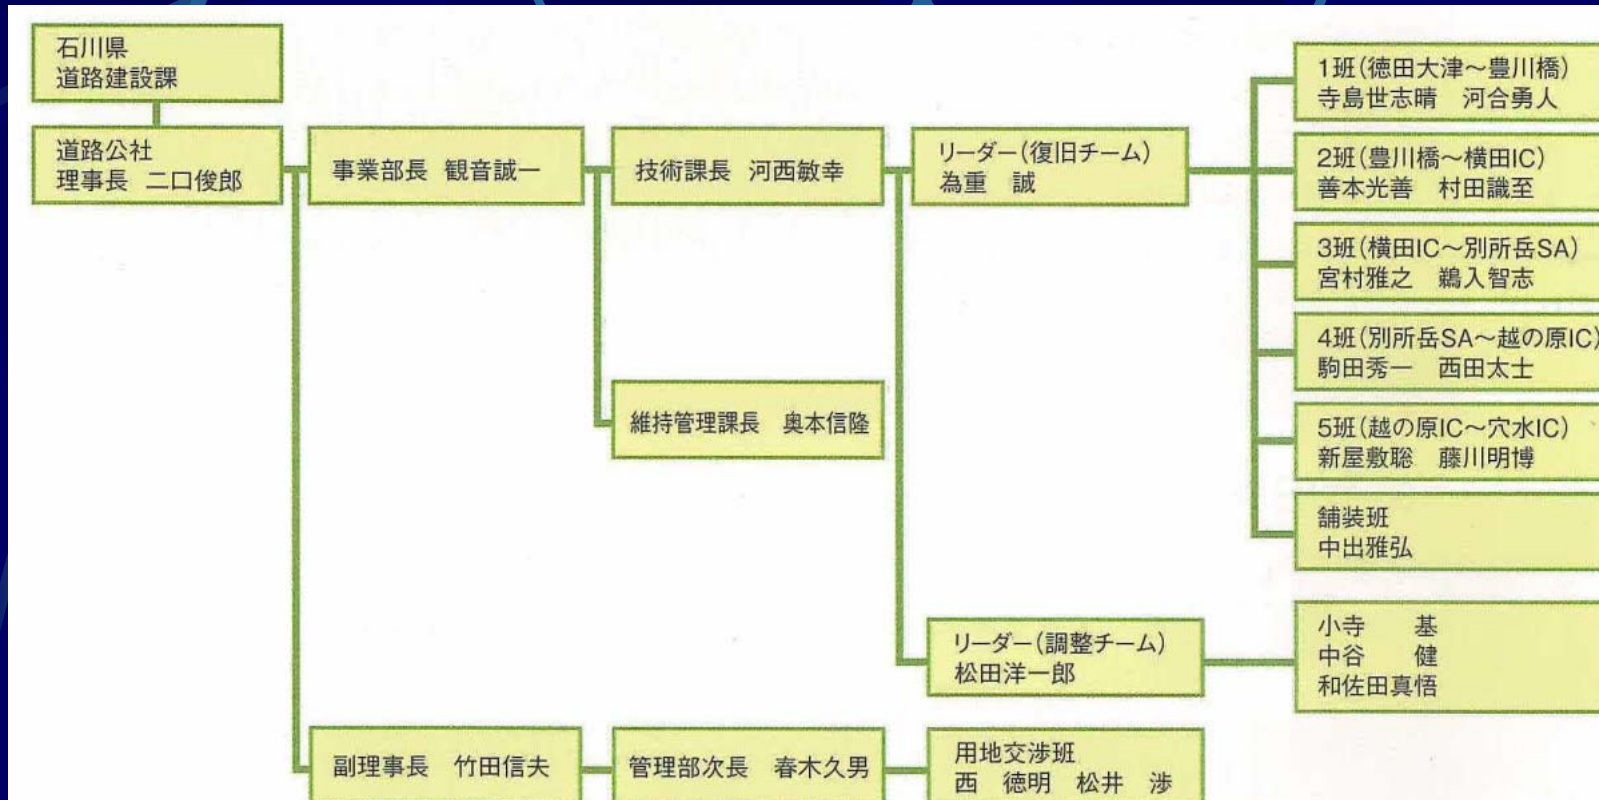 石川県
道路建設課
道路公社
理事長 二口俊郎
事業部長 観音誠一
技術課長 河西敏幸
リーダー(復旧チーム)
為重 誠
1班(徳田大津~豊川橋)
寺島世志晴 河合勇人
2班(豊川橋~横田IC)
善本光善 村田識至
3班(横田IC~別所岳SA)
宮村雅之 鵜入智志
4班(別所岳SA~越の原IC)
駒田秀一 西田太士
5班(越の原IC~穴水IC)
新屋敷聡 藤川明博
舗装班
中出雅弘
維持管理課長 奥本信隆
リーダー(調整チーム)
松田洋一郎
小寺 基
中谷 健
和佐田真悟
副理事長 竹田信夫
管理部次長 春木久男
用地交渉班
西 徳明 松井 渉